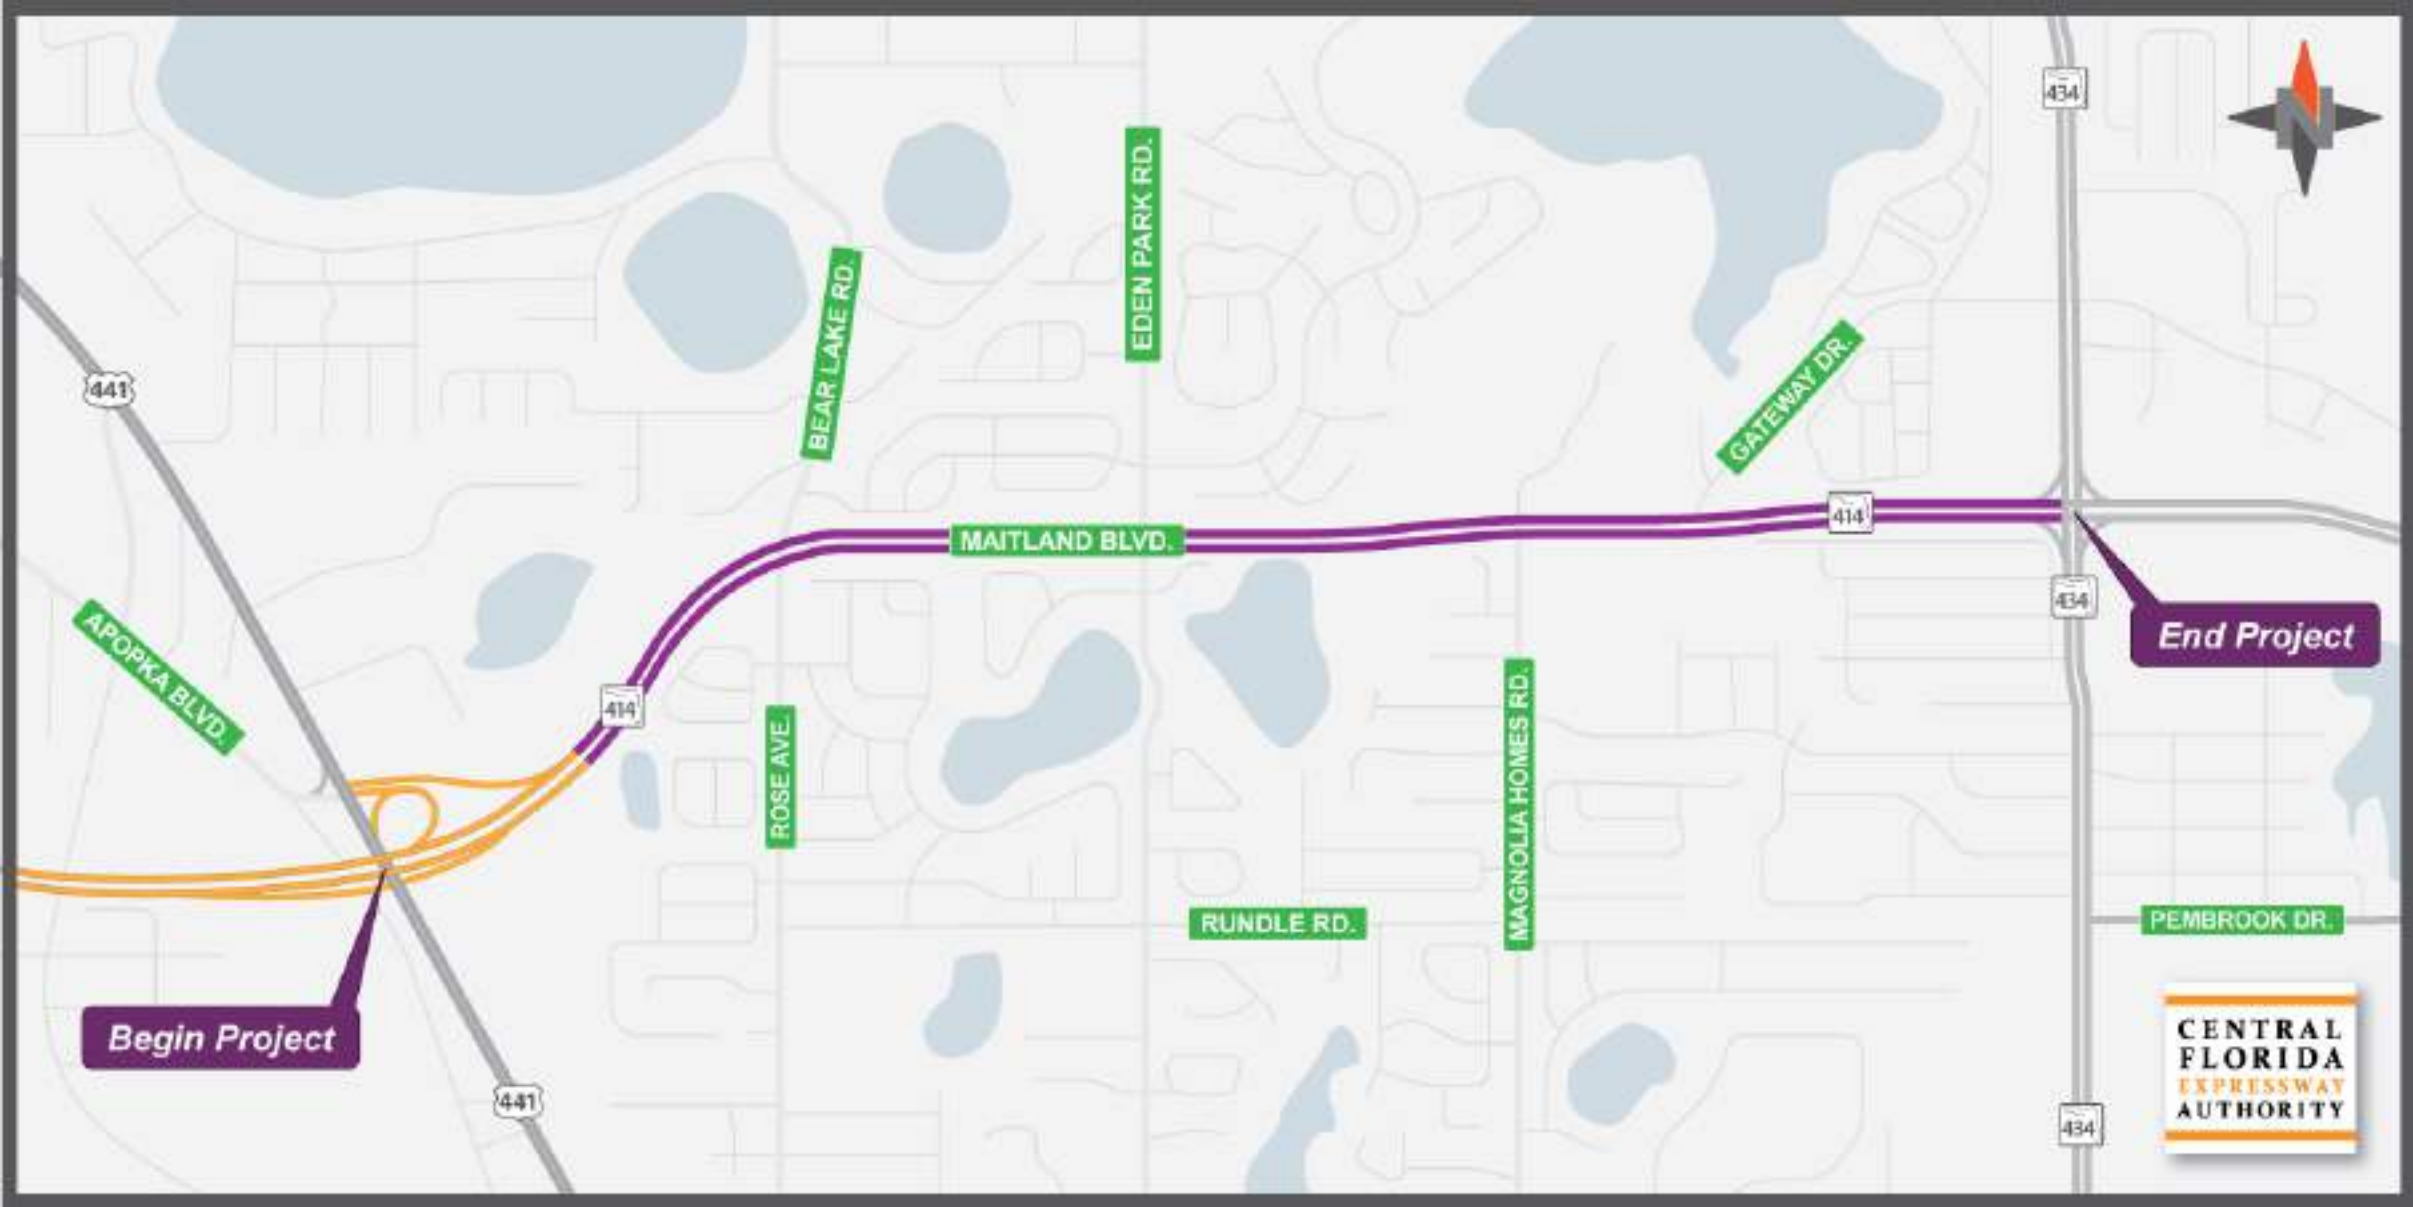 434
N
EDEN PARK RD.
BEAR LAKE RD.
GATEWAY DR.
441
414
MAITLAND BLVD.
434
End Project
APOPKA BLVD.
414
ROSE AVE.
MAGNOLIA HOMES RD.
RUNDLE RD.
PEMBROOK DR.
Begin Project
441
434
CENTRAL
FLORIDA
EXPRESSWAY
AUTHORITY